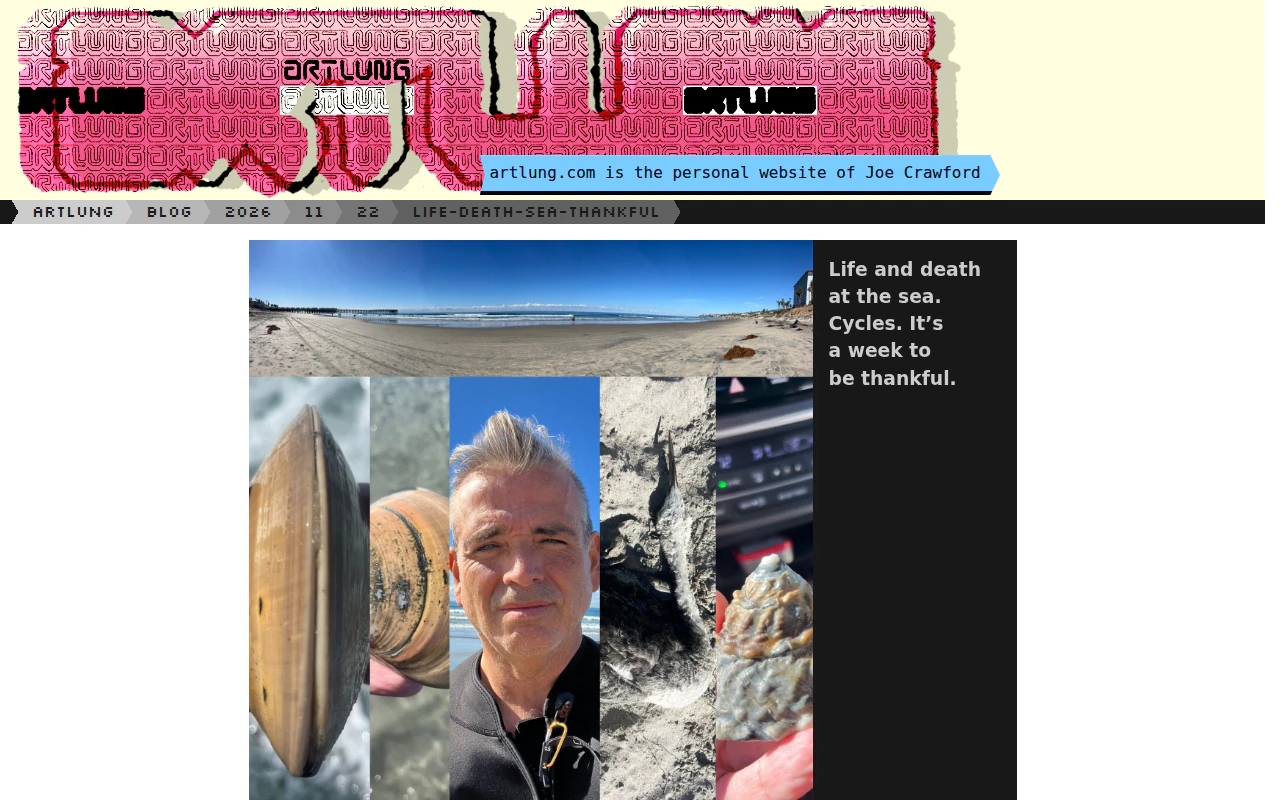 ARTLUNG
ARTLUNG ARTLUNG ARTLUNG
artlung.com is the personal website of Joe Crawford
ARTLUNG BLOG 2026 11 22 LIFE-DEATH-SEA-THANKFUL
Life and death
at the sea.
Cycles. It’s
a week to
be thankful.